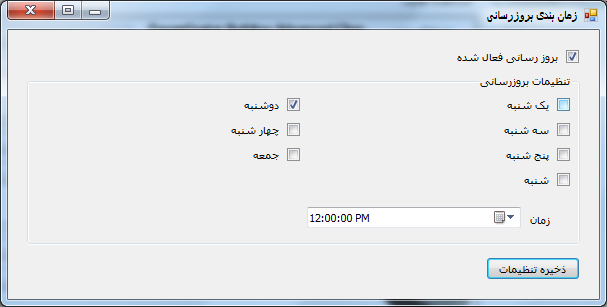 زمان بندی بروزرسانی
بروز رسانی فعال شده
تنظیمات بروزرسانی
یک شنبه
دوشنبه
سه شنبه
چهار شنبه
پنج شنبه
جمعه
شنبه
زمان
12:00:00 PM
ذخیره تنظیمات